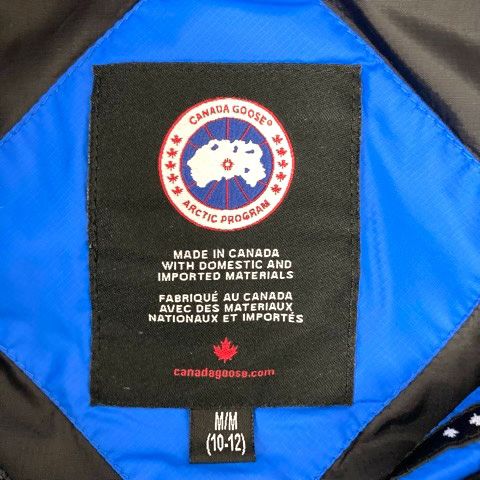 CANADA GOOSE®
ARCTIC PROGRAM
MADE IN CANADA
WITH DOMESTIC AND
IMPORTED MATERIALS
FABRIQUÉ AU CANADA
AVEC DES MATERIAUX
NATIONAUX ET IMPORTÉS
canadagoose.com
M/M
(10-12)